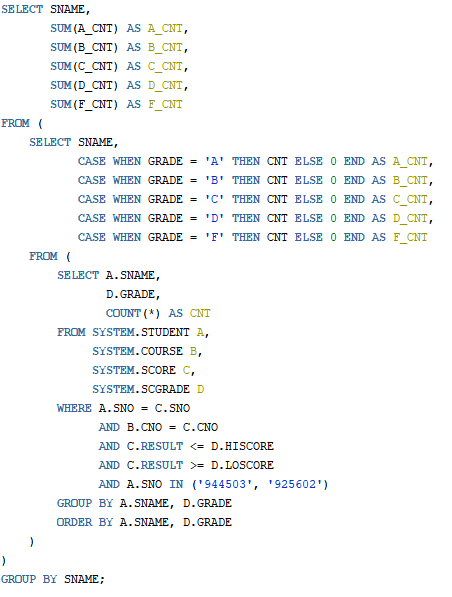 SELECT SNAME,
SUM(A_CNT) AS A_CNT,
SUM(B_CNT) AS B_CNT,
SUM(C_CNT) AS C_CNT,
SUM(D_CNT) AS D_CNT,
SUM(F_CNT) AS F_CNT
FROM (
SELECT SNAME,
CASE WHEN GRADE = 'A' THEN CNT ELSE 0 END AS A_CNT,
CASE WHEN GRADE = 'B' THEN CNT ELSE 0 END AS B_CNT,
CASE WHEN GRADE = 'C' THEN CNT ELSE 0 END AS C_CNT,
CASE WHEN GRADE = 'D' THEN CNT ELSE 0 END AS D_CNT,
CASE WHEN GRADE = 'F' THEN CNT ELSE 0 END AS F_CNT
FROM (
SELECT A.SNAME,
D.GRADE,
COUNT(*) AS CNT
FROM SYSTEM.STUDENT A,
SYSTEM.COURSE B,
SYSTEM.SCORE C,
SYSTEM.SCGRADE D
WHERE A.SNO = C.SNO
AND B.CNO = C.CNO
AND C.RESULT <= D.HISCORE
AND C.RESULT >= D.LOSCORE
AND A.SNO IN ('944503', '925602')
GROUP BY A.SNAME, D.GRADE
ORDER BY A.SNAME, D.GRADE
)
)
GROUP BY SNAME;